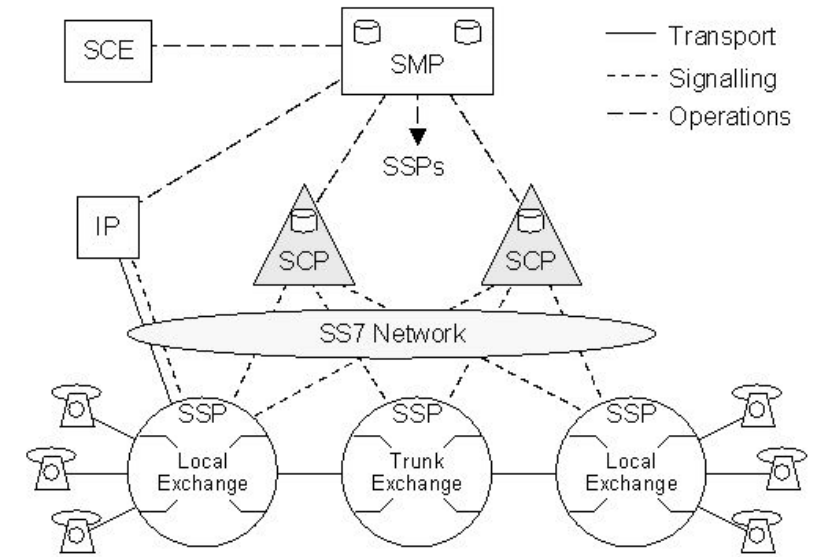 SCE
SMP
Transport
Signalling
Operations
SSPs
IP
SCP
SCP
SS7 Network
SSP
SSP
SSP
Local
Exchange
Trunk
Exchange
Local
Exchange